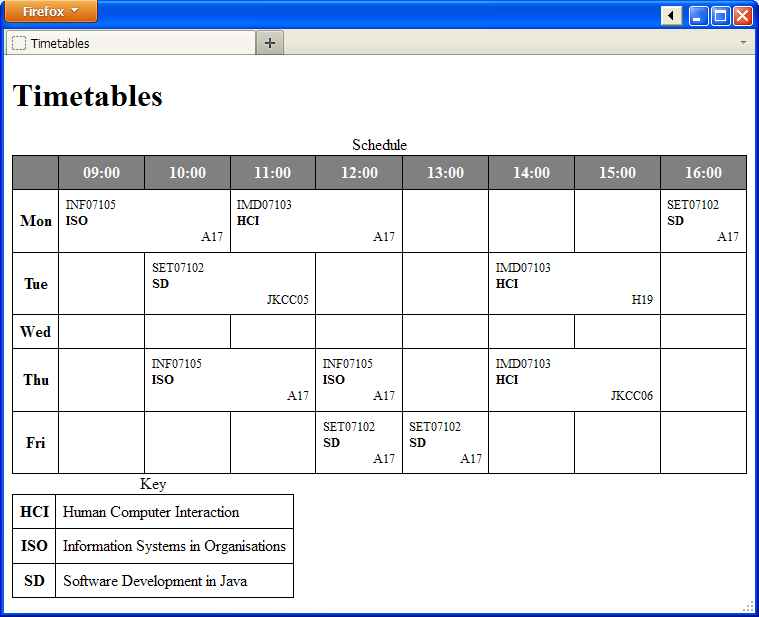 Firefox
Timetables
Timetables
Schedule
09:00 10:00 11:00 12:00 13:00 14:00 15:00 16:00
Mon
INF07105
ISO
A17
IMD07103
HCI
A17
SET07102
SD
A17
Tue
SET07102
SD
JKCC05
IMD07103
HCI
H19
Wed
Thu
INF07105
ISO
A17
INF07105
ISO
A17
IMD07103
HCI
JKCC06
Fri
SET07102
SD
A17
SET07102
SD
A17
Key
HCI Human Computer Interaction
ISO Information Systems in Organisations
SD Software Development in Java